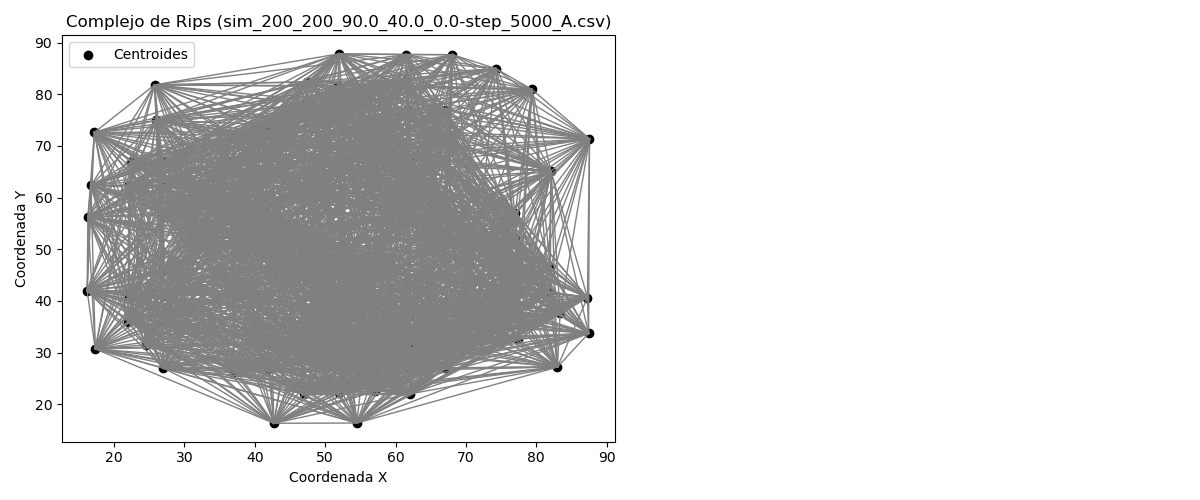 Complejo de Rips (sim_200_200_90.0_40.0_0.0-step_5000_A.csv)
Centroides
90
80
70
60
50
40
30
20
Coordenada Y
20 30 40 50 60 70 80 90
Coordenada X